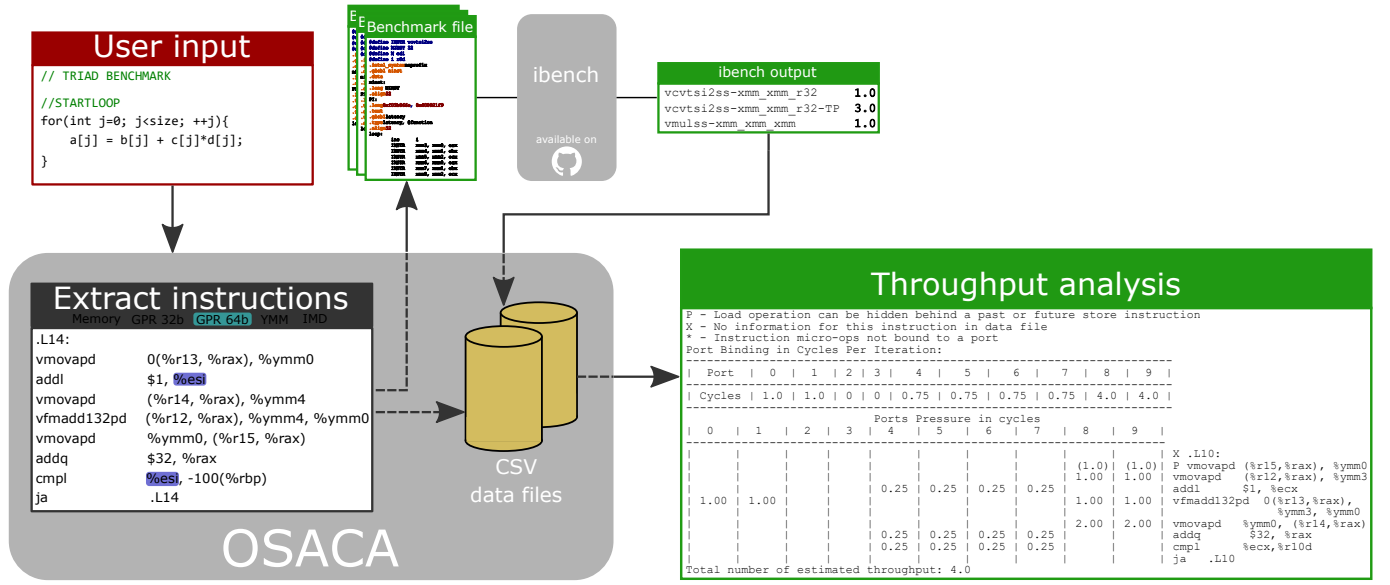 User input
// TRIAD BENCHMARK
//STARTLOOP
for(int j=0; j<size; ++j){
a[j] = b[j] + c[j]*d[j];
}
Benchmark file
ibench
available on
ibench output
vcvtsi2ss-xmm_xmm_r32 1.0
vcvtsi2ss-xmm_xmm_r32-TP 3.0
vmulss-xmm_xmm_xmm 1.0
Extract instructions
Memory GPR 32b GPR 64b YMM IMD
.L14:
vmovapd 0(%r13, %rax), %ymm0
addl $1, %esi
vmovapd (%r14, %rax), %ymm4
vfmadd132pd (%r12, %rax), %ymm4, %ymm0
vmovapd %ymm0, (%r15, %rax)
addq $32, %rax
cmpl %esi, -100(%rbp)
ja .L14
CSV
data files
OSACA
Throughput analysis
P - Load operation can be hidden behind a past or future store instruction
X - No information for this instruction in data file
* - Instruction micro-ops not bound to a port
Port Binding in Cycles Per Iteration:
| Port | 0 | 1 | 2 | 3 | 4 | 5 | 6 | 7 | 8 | 9 |
| Cycles | 1.0 | 1.0 | 0 | 0 | 0.75 | 0.75 | 0.75 | 0.75 | 4.0 | 4.0 |
Ports Pressure in cycles
| 0 | 1 | 2 | 3 | 4 | 5 | 6 | 7 | 8 | 9 |
| | | | | | | | | | | X .L10:
| | | | | | | | | (1.0)| (1.0)| P vmovapd (%r15,%rax), %ymm0
| | | | | | | | | 1.00 | 1.00 | vmovapd (%r12,%rax), %ymm3
| | | | | 0.25 | 0.25 | 0.25 | 0.25 | | | addl $1, %ecx
| 1.00 | 1.00 | | | | | | | 1.00 | 1.00 | vfmadd132pd 0(%r13,%rax),
%ymm3, %ymm0
| | | | | | | | | 2.00 | 2.00 | vmovapd %ymm0, (%r14,%rax)
| | | | | 0.25 | 0.25 | 0.25 | 0.25 | | | addq $32, %rax
| | | | | 0.25 | 0.25 | 0.25 | 0.25 | | | cmpl %ecx,%r10d
| | | | | | | | | | | ja .L10
Total number of estimated throughput: 4.0